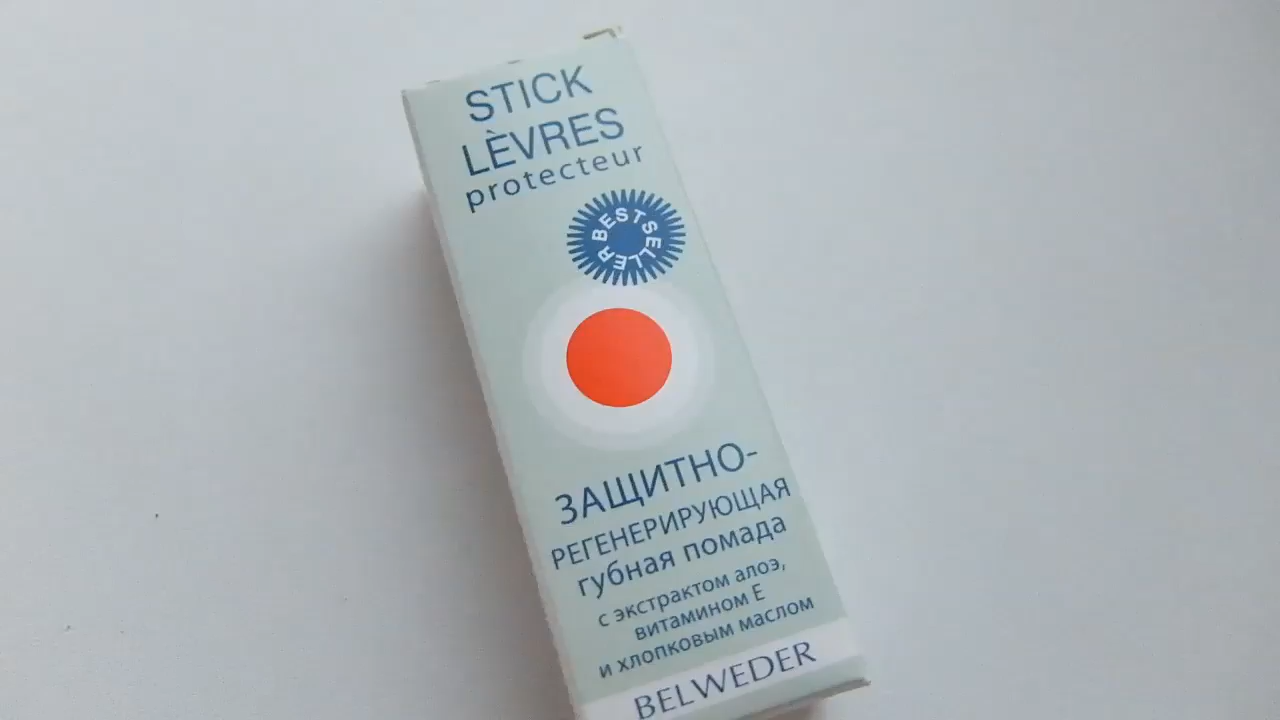 STICK
LÈVRES
protecteur
BESTSELLER
ЗАЩИТНО-
РЕГЕНЕРИРУЮЩАЯ
губная помада
с экстрактом алоэ,
витамином Е
и хлопковым маслом
BELWEDER